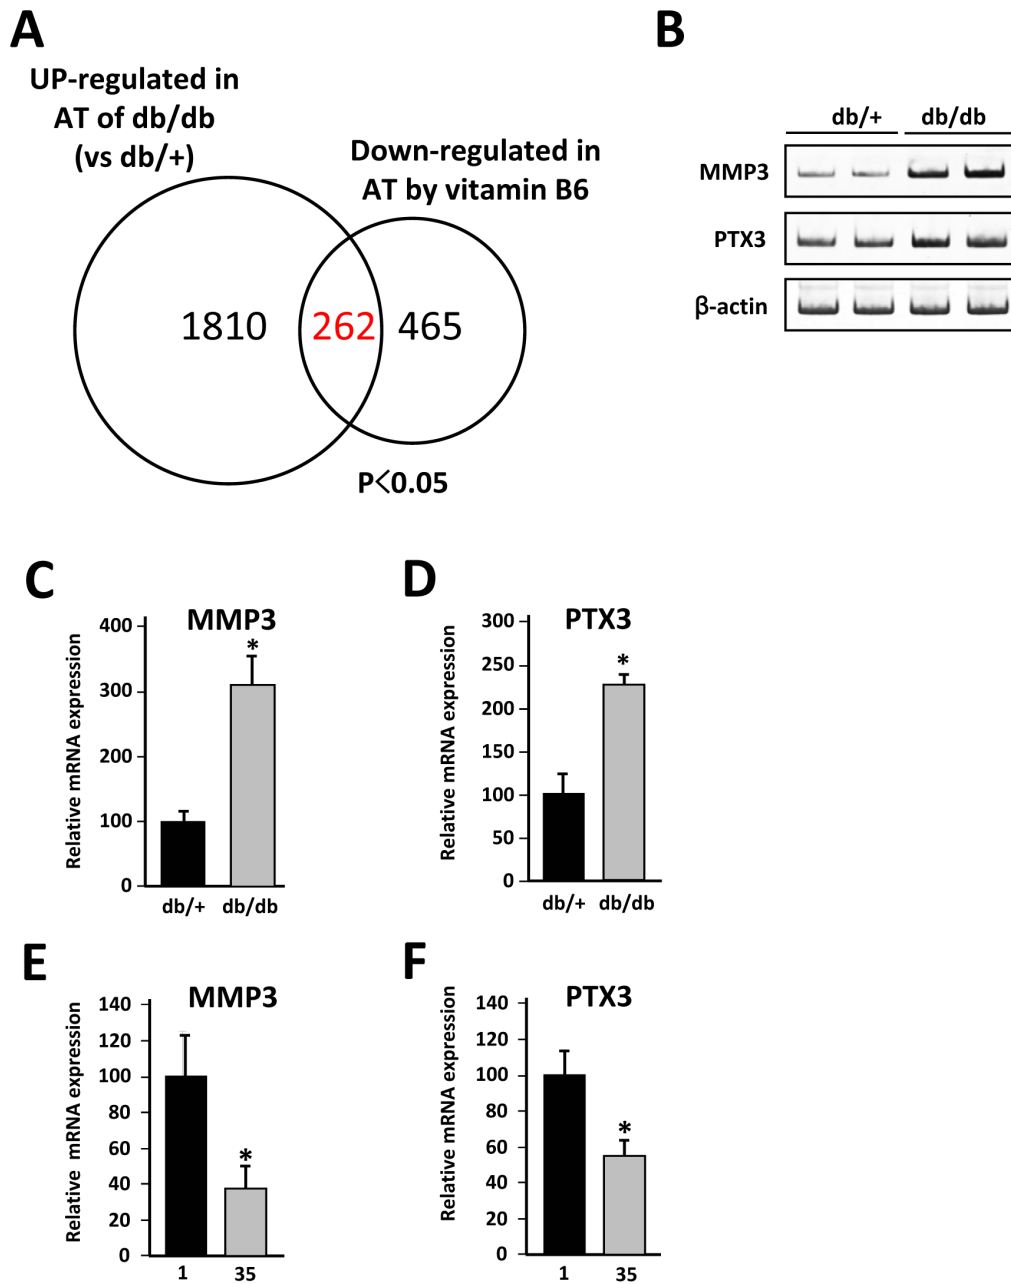 A
UP-regulated in
AT of db/db
(vs db/+)
Down-regulated in
AT by vitamin B6
1810
262
465
P<0.05
B
db/+
db/db
MMP3
PTX3
β-actin
C
MMP3
Relative mRNA expression
400
300
200
100
0
*
db/+
db/db
D
PTX3
Relative mRNA expression
300
250
200
150
100
50
0
*
db/+
db/db
E
MMP3
Relative mRNA expression
140
120
100
80
60
40
20
0
*
1
35
F
PTX3
Relative mRNA expression
140
120
100
80
60
40
20
0
*
1
35